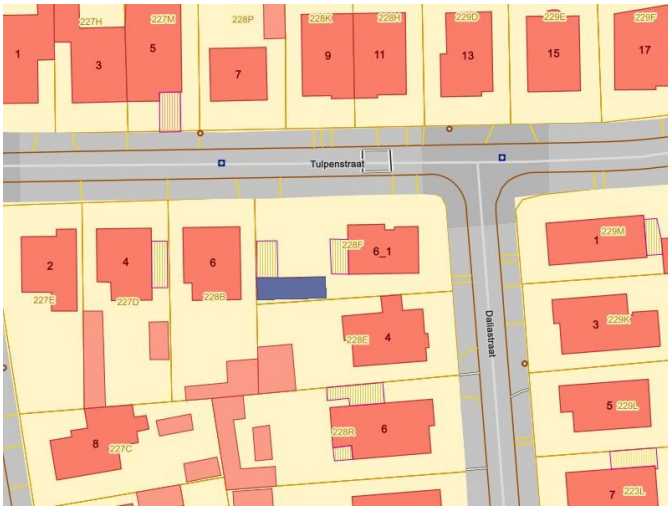 227H
227M
228P
228K
228H
229D
229E
229F
1
3
5
7
9
11
13
15
17
Tulpenstraat
2
227E
4
227D
6
228B
228F
6_1
1
229M
4
228E
Daliastraat
3
229K
8
227C
228R
6
5
229L
7
223L